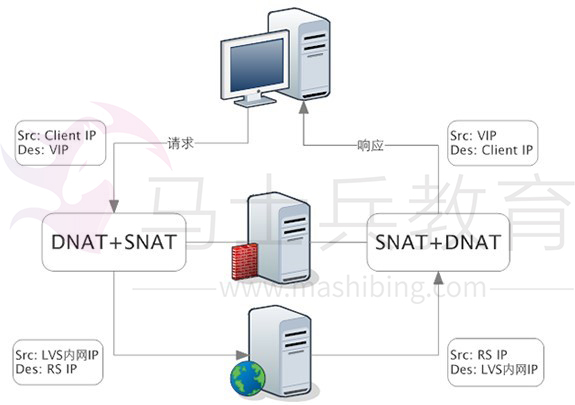 Src: Client IP
Des: VIP
请求
响应
Src: VIP
Des: Client IP
马士兵教育
DNAT+SNAT
SNAT+DNAT
www.mashibing.com
Src: LVS内网IP
Des: RS IP
Src: RS IP
Des: LVS内网IP